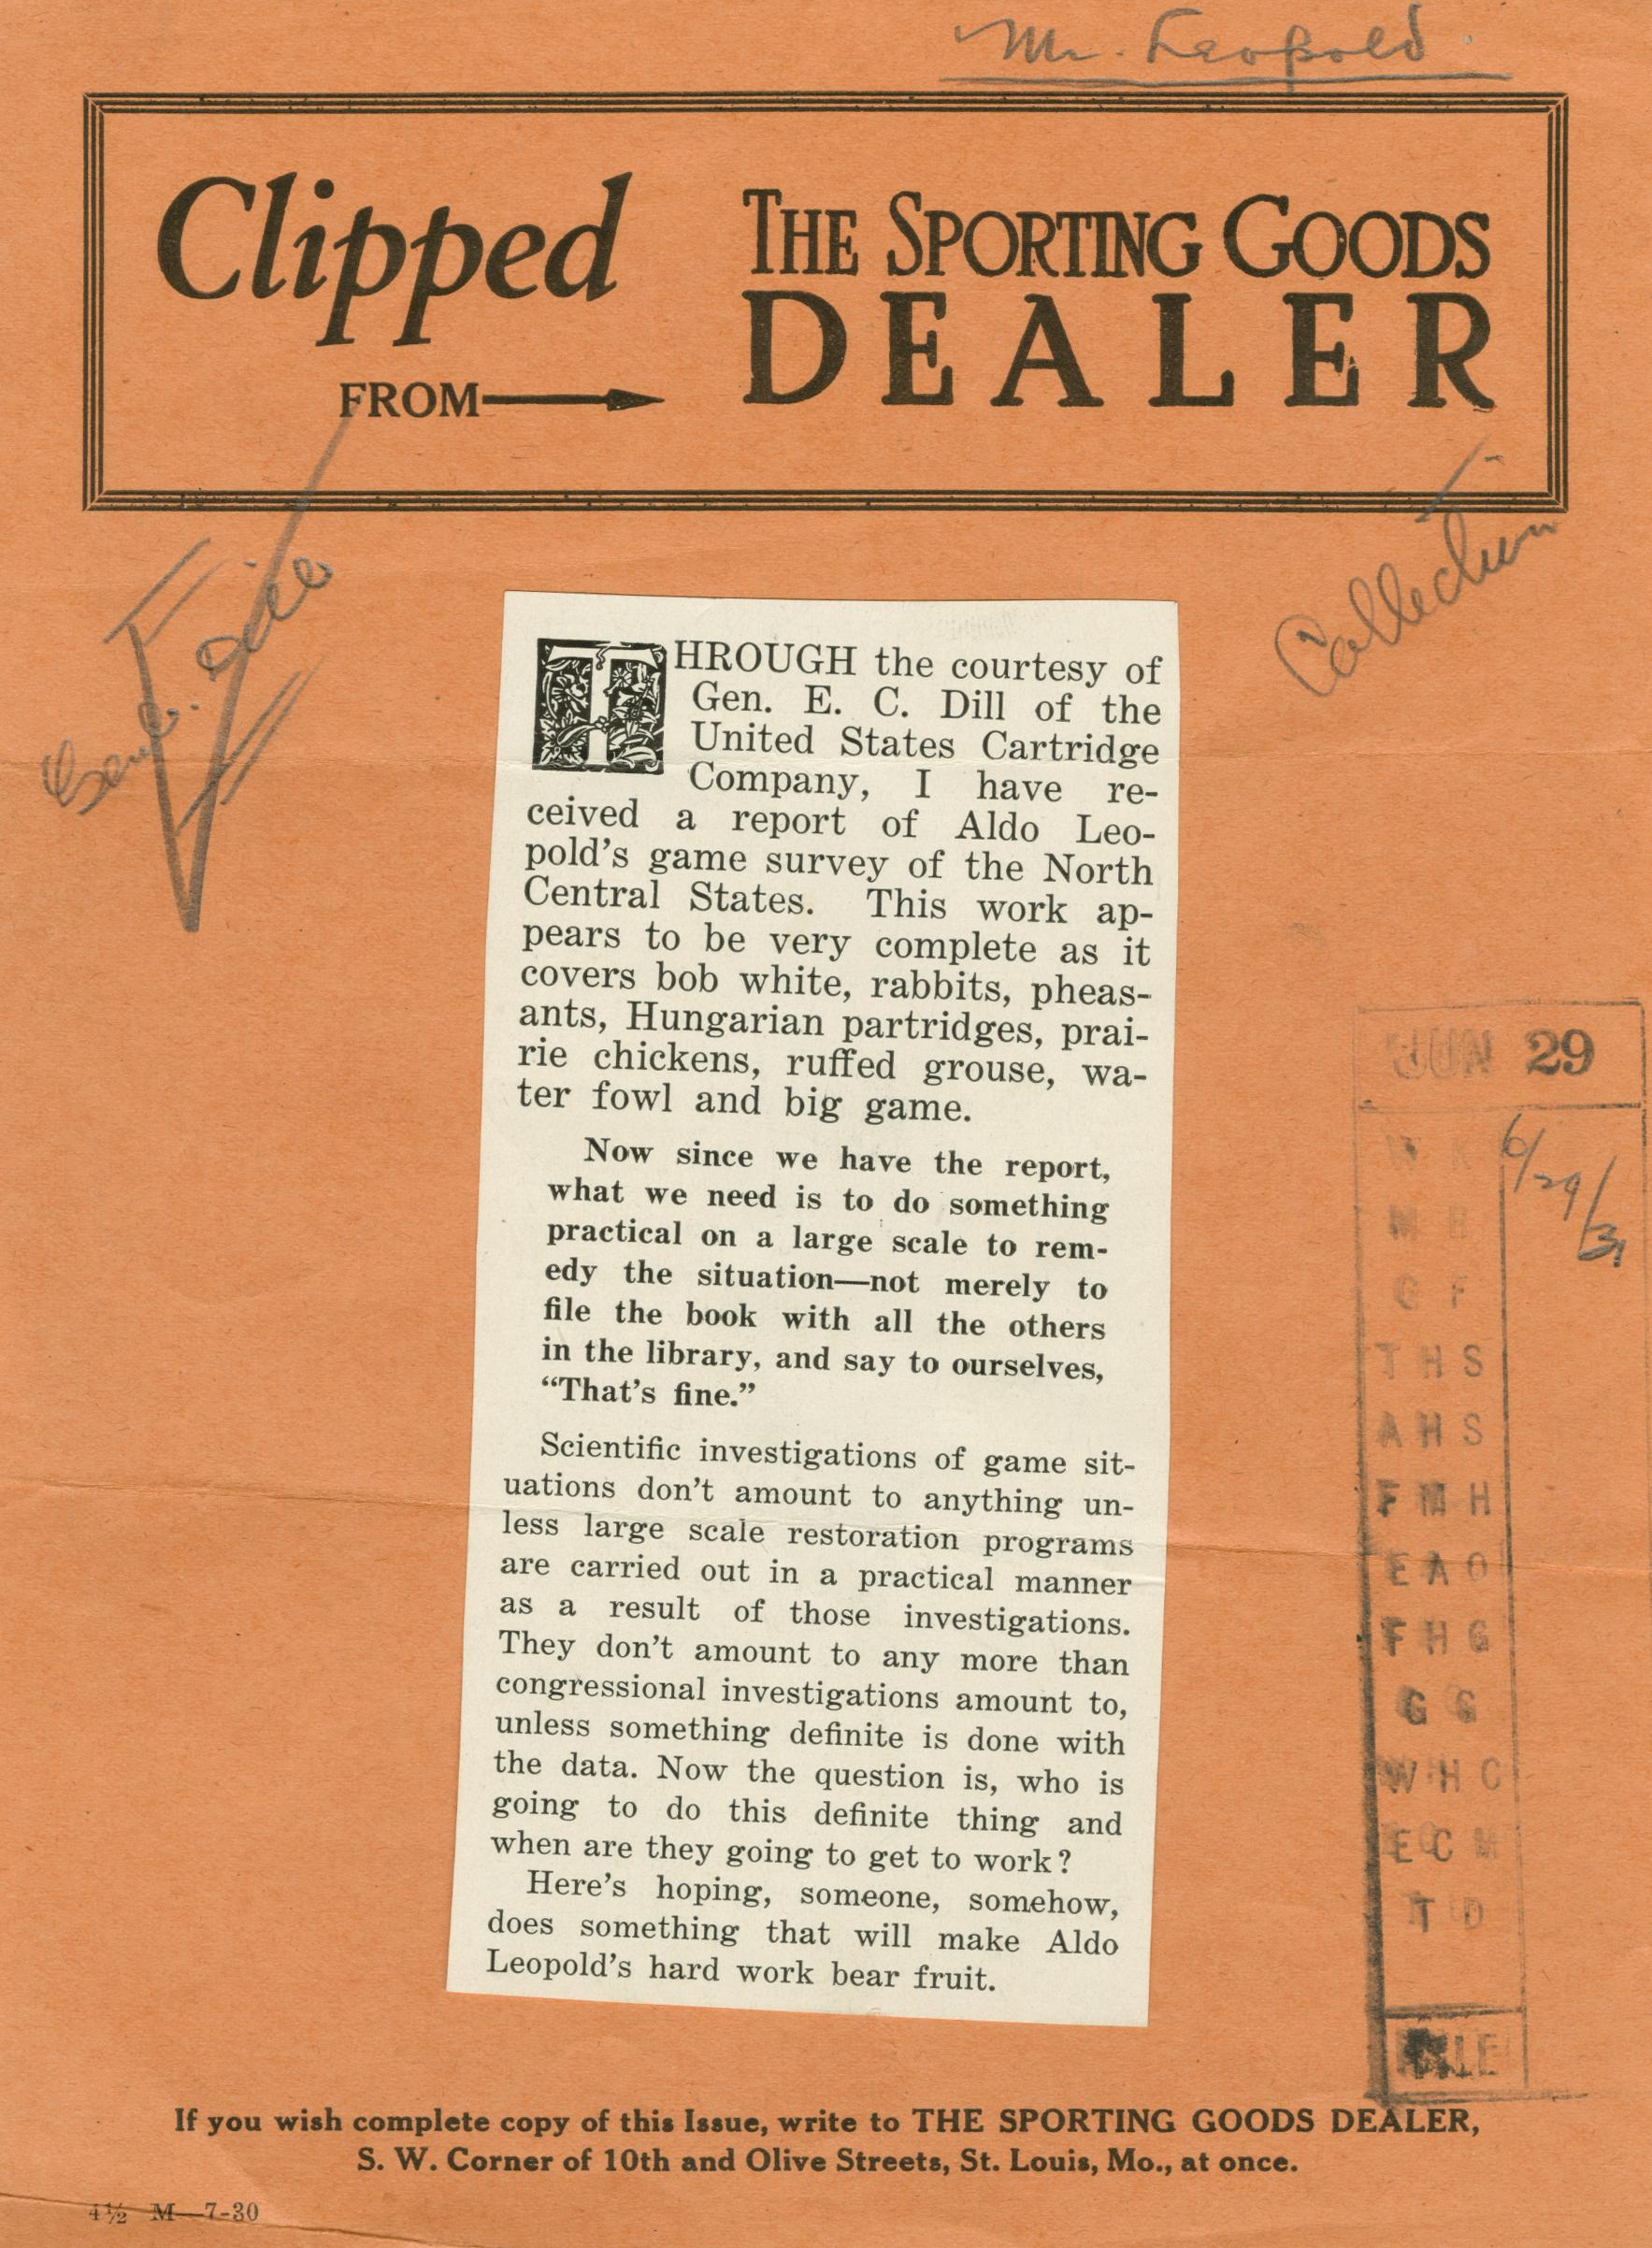 Mr. Leopold
Clipped
FROM
THE SPORTING GOODS
DEALER
Collection
THROUGH the courtesy of
Gen. E. C. Dill of the
United States Cartridge
Company, I have re-
ceived a report of Aldo Leo-
pold's game survey of the North
Central States. This work ap-
pears to be very complete as it
covers bob white, rabbits, pheas-
ants, Hungarian partridges, prai-
rie chickens, ruffed grouse, wa-
ter fowl and big game.
Now since we have the report,
what we need is to do something
practical on a large scale to rem-
edy the situation—not merely to
file the book with all the others
in the library, and say to ourselves,
“That's fine.”
Scientific investigations of game sit-
uations don't amount to anything un-
less large scale restoration programs
are carried out in a practical manner
as a result of those investigations.
They don't amount to any more than
congressional investigations amount to,
unless something definite is done with
the data. Now the question is, who is
going to do this definite thing and
when are they going to get to work?
Here's hoping, someone, somehow,
does something that will make Aldo
Leopold's hard work bear fruit.
JUN 29
6/29/31
G F
T H S
A H S
F M H
E A O
F H G
G G
W H C
E C M
T D
FILE
If you wish complete copy of this Issue, write to THE SPORTING GOODS DEALER,
S. W. Corner of 10th and Olive Streets, St. Louis, Mo., at once.
4½ M—7-30